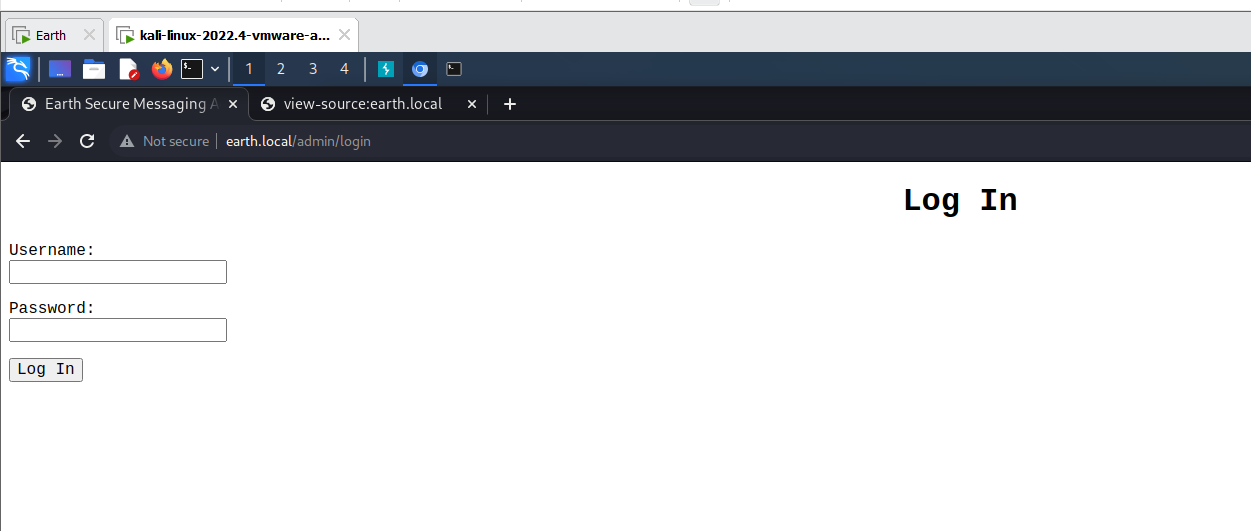 Earth kali-linux-2022.4-vmware-a...
1 2 3 4
Earth Secure Messaging A view-source:earth.local
Not secure earth.local/admin/login
Log In
Username:
Password:
Log In